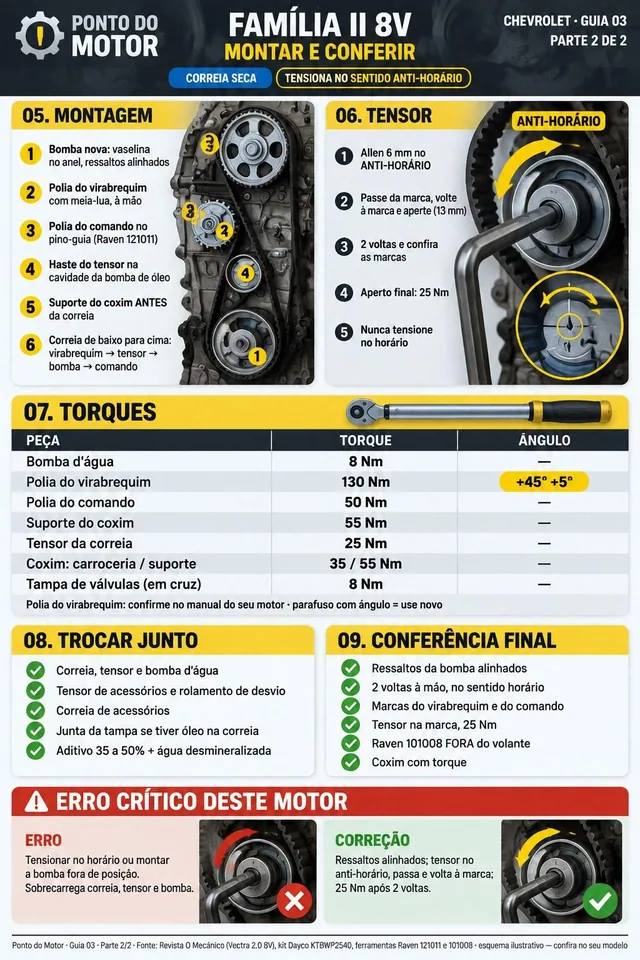 PONTO DO
MOTOR
FAMÍLIA II 8V
MONTAR E CONFERIR
CORREIA SECA
TENSIONA NO SENTIDO ANTI-HORÁRIO
CHEVROLET · GUIA 03
PARTE 2 DE 2
05. MONTAGEM
1 Bomba nova: vaselina
no anel, ressaltos alinhados
2 Polia do virabrequim
com meia-lua, à mão
3 Polia do comando no
pino-guia (Raven 121011)
4 Haste do tensor na
cavidade da bomba de óleo
5 Suporte do coxim ANTES
da correia
6 Correia de baixo para cima:
virabrequim → tensor →
bomba → comando
4
1
06. TENSOR
ANTI-HORÁRIO
1 Allen 6 mm no
ANTI-HORÁRIO
2 Passe da marca, volte
à marca e aperte (13 mm)
3 2 voltas e confira
as marcas
4 Aperto final: 25 Nm
5 Nunca tensione
no horário
07. TORQUES
PEÇA TORQUE ÂNGULO
Bomba d'água 8 Nm —
Polia do virabrequim 130 Nm +45° +5°
Polia do comando 50 Nm —
Suporte do coxim 55 Nm —
Tensor da correia 25 Nm —
Coxim: carroceria / suporte 35 / 55 Nm —
Tampa de válvulas (em cruz) 8 Nm —
Polia do virabrequim: confirme no manual do seu motor · parafuso com ângulo = use novo
08. TROCAR JUNTO
Correia, tensor e bomba d'água
Tensor de acessórios e rolamento de desvio
Correia de acessórios
Junta da tampa se tiver óleo na correia
Aditivo 35 a 50% + água desmineralizada
09. CONFERÊNCIA FINAL
Ressaltos da bomba alinhados
2 voltas à mão, no sentido horário
Marcas do virabrequim e do comando
Tensor na marca, 25 Nm
Raven 101008 FORA do volante
Coxim com torque
ERRO CRÍTICO DESTE MOTOR
ERRO
Tensionar no horário ou montar
a bomba fora de posição.
Sobrecarrega correia, tensor e bomba.
CORREÇÃO
Ressaltos alinhados; tensor no
anti-horário, passa e volta à marca;
25 Nm após 2 voltas.
Ponto do Motor · Guia 03 · Parte 2/2 · Fonte: Revista O Mecânico (Vectra 2.0 8V), kit Dayco KTBWP2540, ferramentas Raven 121011 e 101008 · esquema ilustrativo — confira no seu modelo